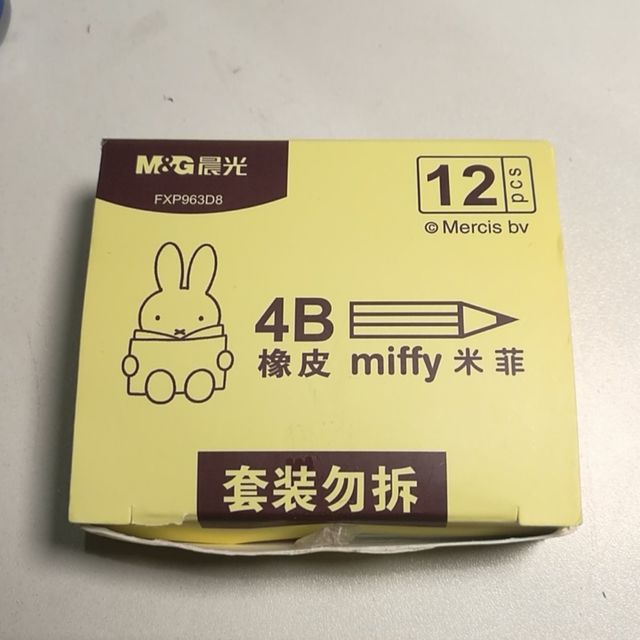 M&G晨光
FXP963D8
12 pcs
© Mercis bv
4B
橡皮 miffy 米菲
套装勿拆